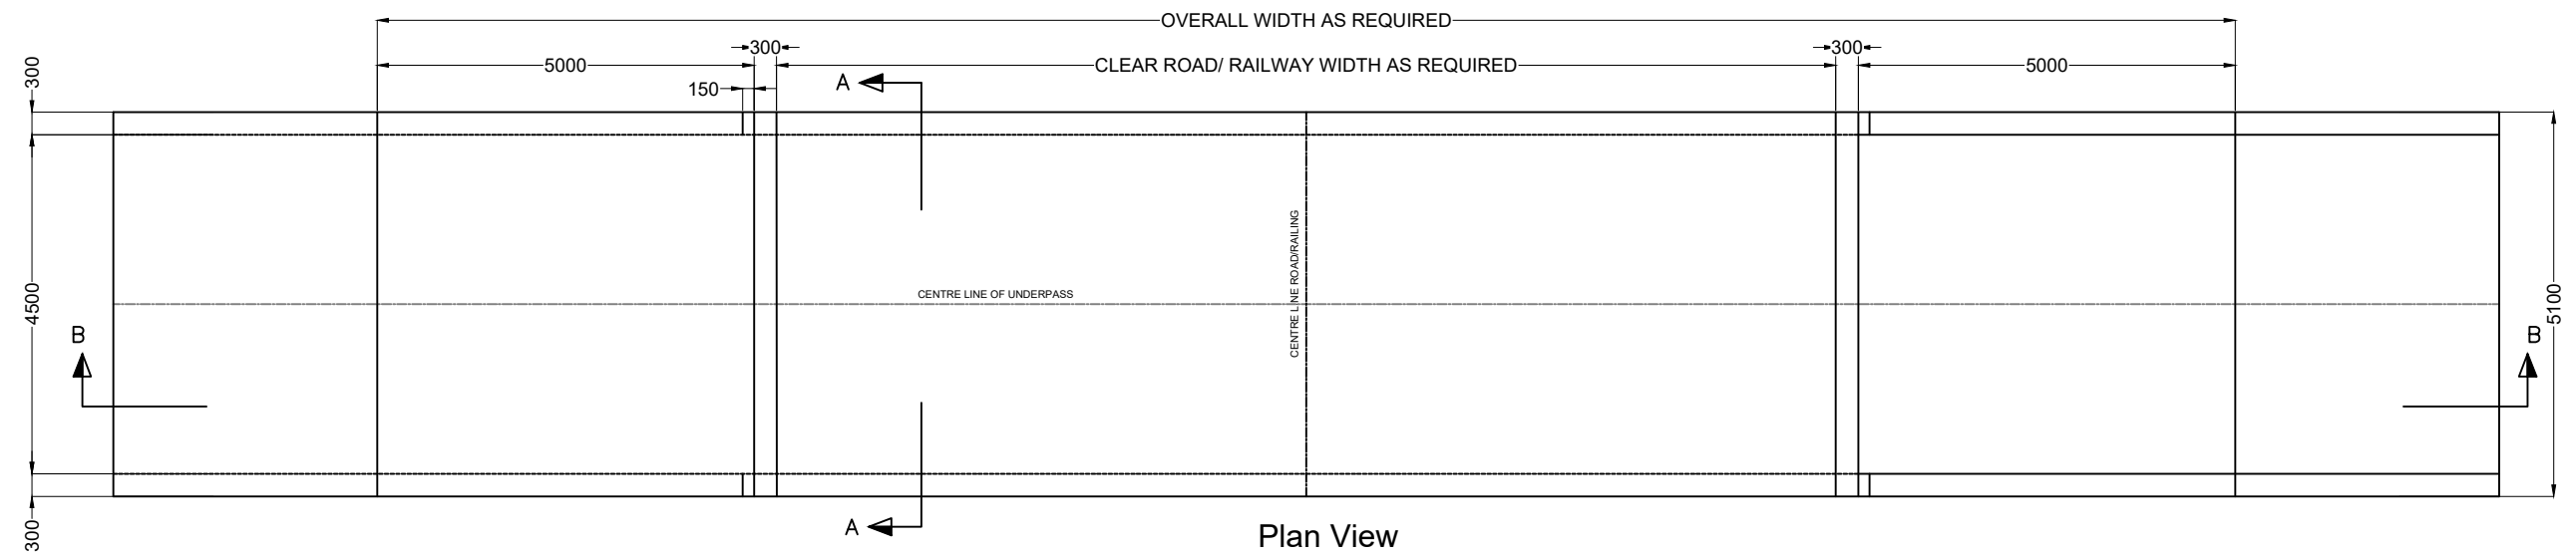 OVERALL WIDTH AS REQUIRED
300
300
5000
CLEAR ROAD/ RAILWAY WIDTH AS REQUIRED
5000
300
150
A
4500
CENTRE LINE OF UNDERPASS
CENTRE LINE ROAD/RAILING
5100
B
B
A
300
Plan View